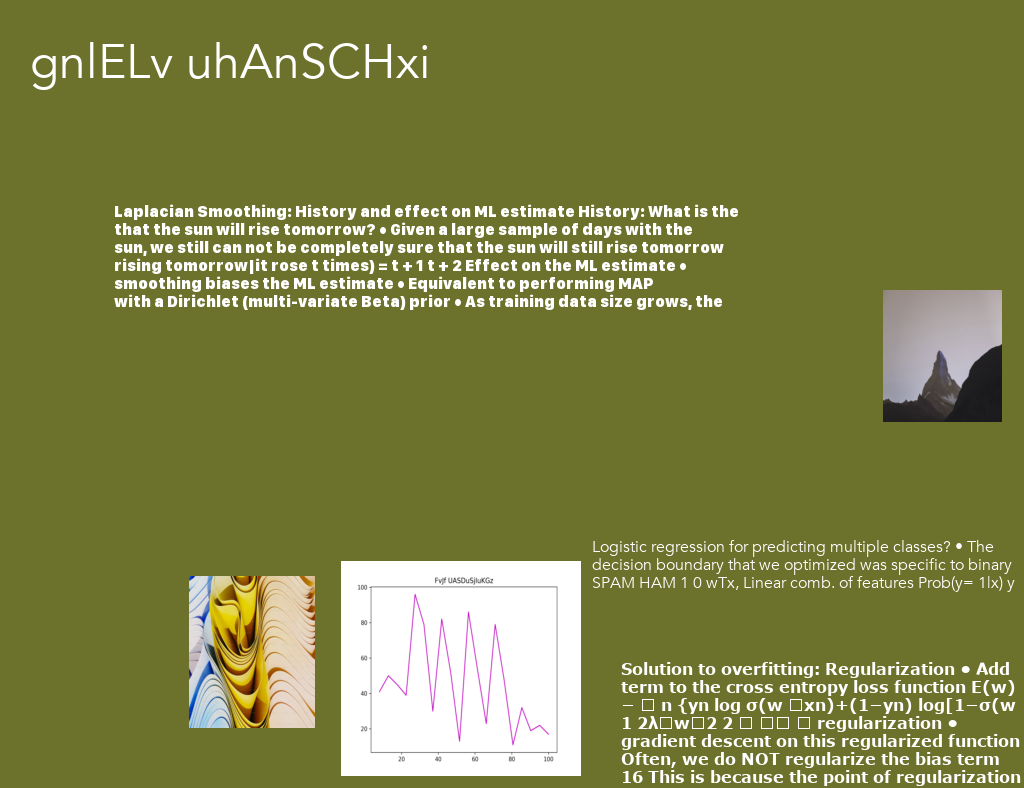 gnlELv uhAnSCHxi
Laplacian Smoothing: History and effect on ML estimate History: What is the
that the sun will rise tomorrow? • Given a large sample of days with the
sun, we still can not be completely sure that the sun will still rise tomorrow
rising tomorrow|it rose t times) = t + 1 t + 2 Effect on the ML estimate •
smoothing biases the ML estimate • Equivalent to performing MAP
with a Dirichlet (multi-variate Beta) prior • As training data size grows, the
Logistic regression for predicting multiple classes? • The
decision boundary that we optimized was specific to binary
SPAM HAM 1 0 wTx, Linear comb. of features Prob(y= 1|x) y
FvJf UASDuSjIuKGz
100
80
60
40
20
20 40 60 80 100
Solution to overfitting: Regularization • Add
term to the cross entropy loss function E(w)
− □ n {yn log σ(w □xn)+(1−yn) log[1−σ(w
1 2λ□w□2 2 □ □□ □ regularization •
gradient descent on this regularized function
Often, we do NOT regularize the bias term
16 This is because the point of regularization